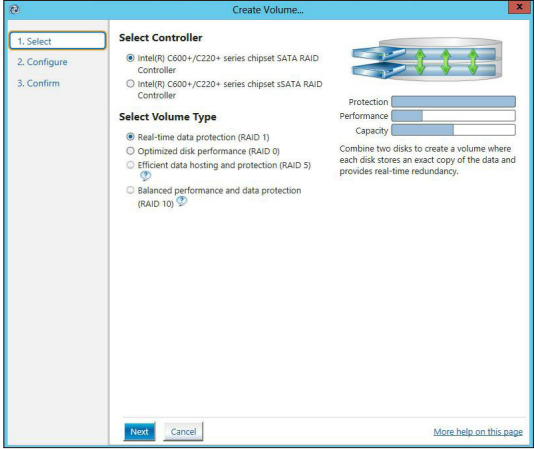 Create Volume...
x
1. Select
2. Configure
3. Confirm
Select Controller
Intel(R) C600+/C220+ series chipset SATA RAID
Controller
Intel(R) C600+/C220+ series chipset sSATA RAID
Controller
Select Volume Type
Real-time data protection (RAID 1)
Optimized disk performance (RAID 0)
Efficient data hosting and protection (RAID 5)
?
Balanced performance and data protection
(RAID 10) ?
Protection
Performance
Capacity
Combine two disks to create a volume where
each disk stores an exact copy of the data and
provides real-time redundancy.
Next
Cancel
More help on this page